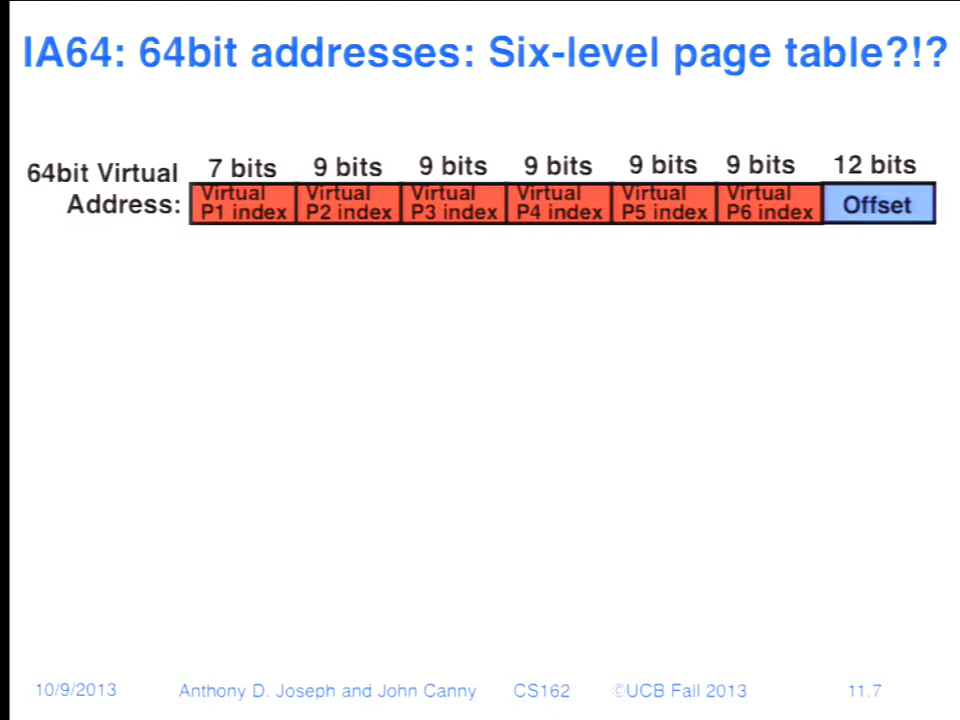 IA64: 64bit addresses: Six-level page table?!?
64bit Virtual Address:
7 bits 9 bits 9 bits 9 bits 9 bits 9 bits 12 bits
Virtual P1 index
Virtual P2 index
Virtual P3 index
Virtual P4 index
Virtual P5 index
Virtual P6 index
Offset
10/9/2013 Anthony D. Joseph and John Canny CS162 ©UCB Fall 2013 11.7